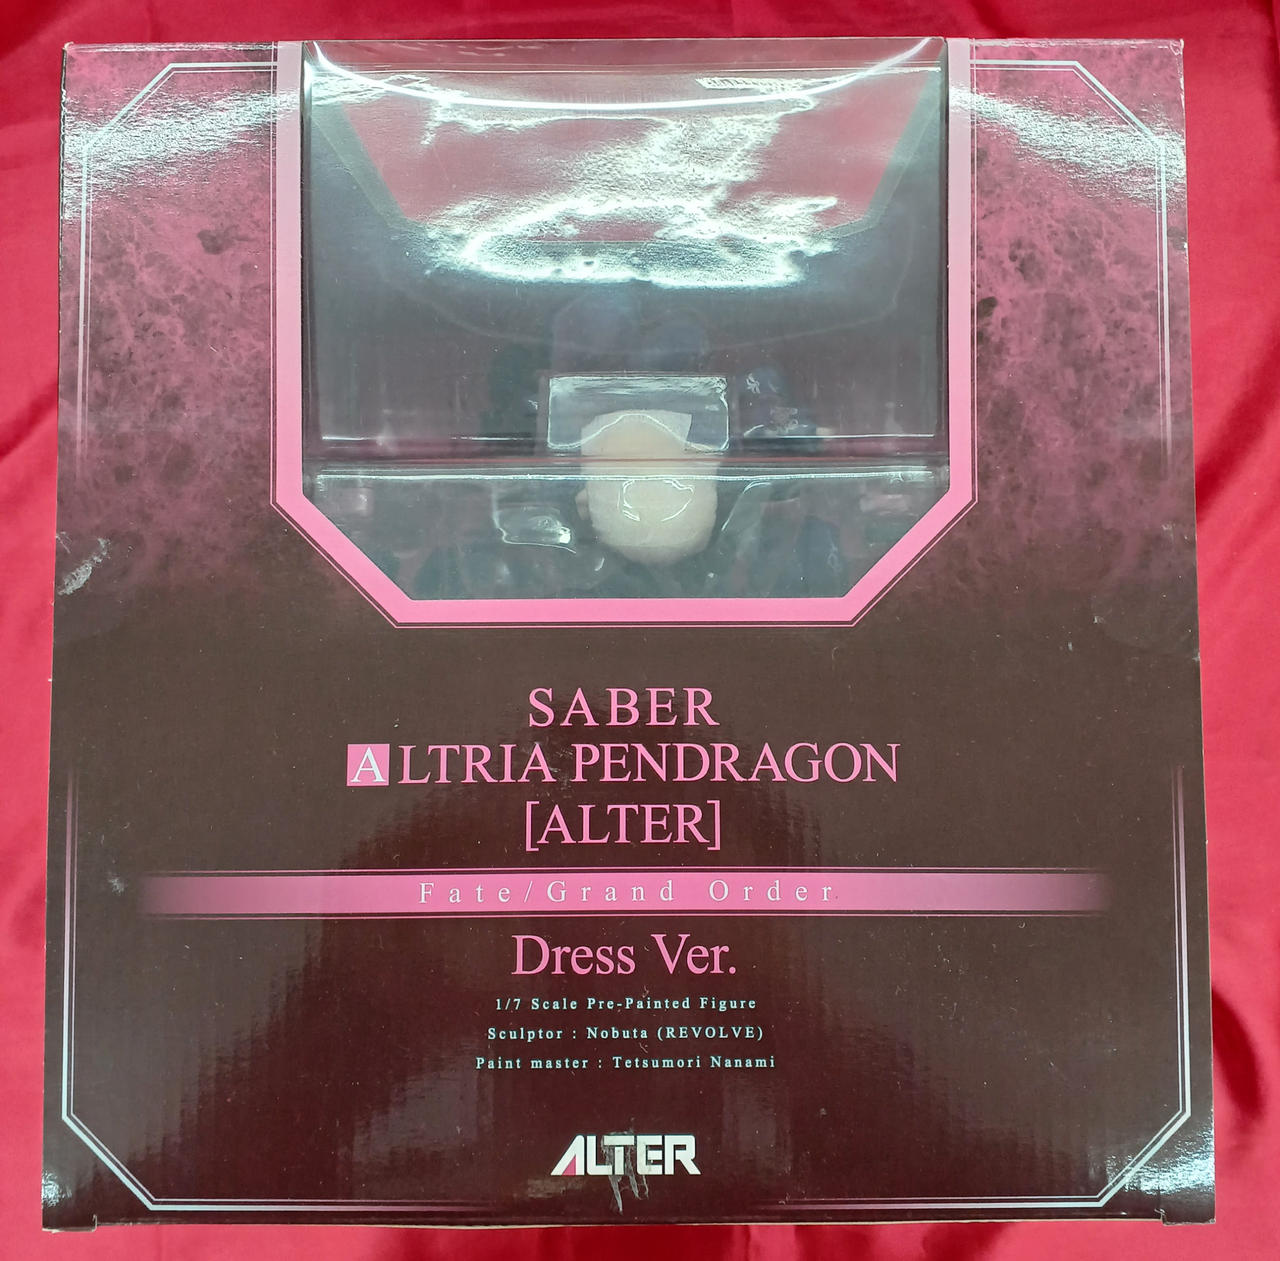 SABER
ALTRIA PENDRAGON
[ALTER]
Fate/Grand Order
Dress Ver.
1/7 Scale Pre-Painted Figure
Sculptor : Nobuta (REVOLVE)
Paint master : Tetsumori Nanami
ALTER